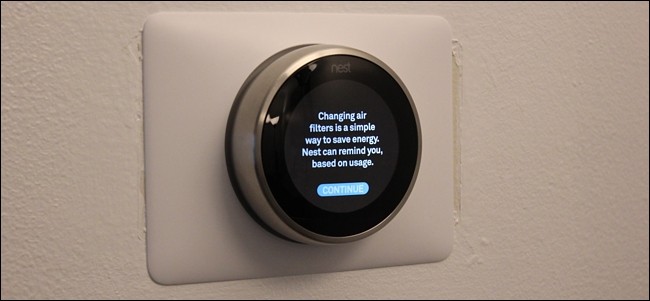 nest
Changing air
filters is a simple
way to save energy.
Nest can remind you,
based on usage.
CONTINUE